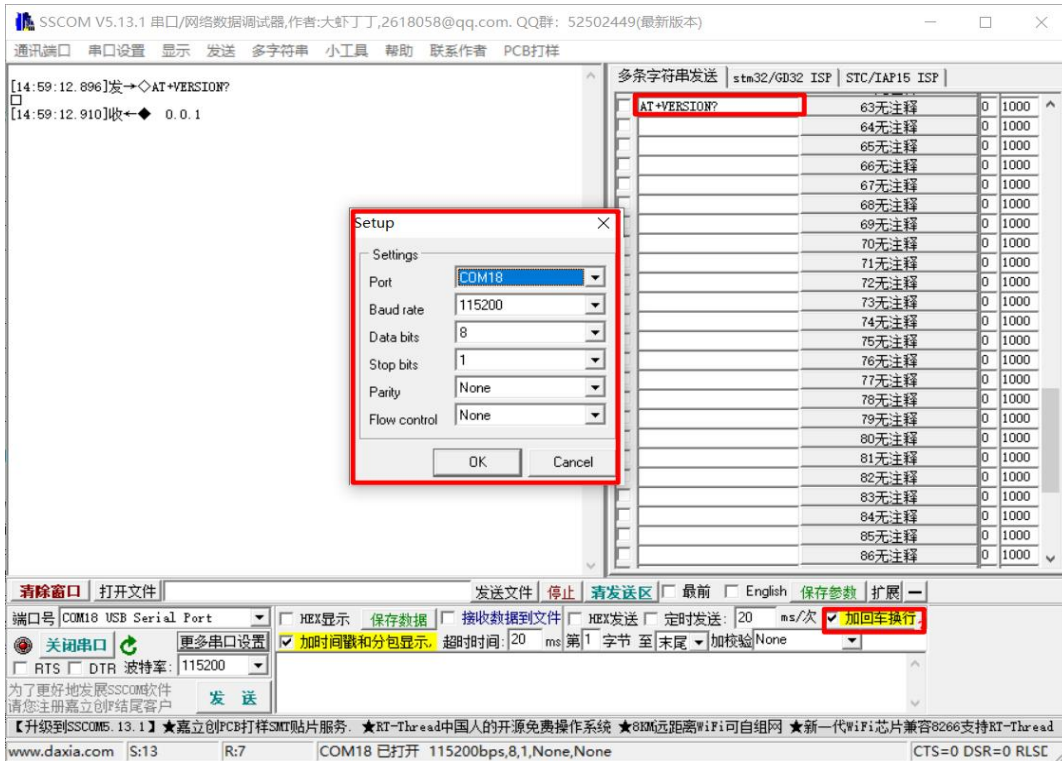 SSCOM V5.13.1 串口/网络数据调试器,作者:大虾丁丁,2618058@qq.com. QQ群: 52502449(最新版本)
通讯端口 串口设置 显示 发送 多字符串 小工具 帮助 联系作者 PCB打样
[14:59:12.896]发→◇AT+VERSION?
□
[14:59:12.910]收←◆ 0.0.1
多条字符串发送 stm32/GD32 ISP STC/IAP15 ISP
AT+VERSION? 63无注释 0 1000
64无注释 0 1000
65无注释 0 1000
66无注释 0 1000
67无注释 0 1000
68无注释 0 1000
69无注释 0 1000
70无注释 0 1000
71无注释 0 1000
72无注释 0 1000
73无注释 0 1000
74无注释 0 1000
75无注释 0 1000
76无注释 0 1000
77无注释 0 1000
78无注释 0 1000
79无注释 0 1000
80无注释 0 1000
81无注释 0 1000
82无注释 0 1000
83无注释 0 1000
84无注释 0 1000
85无注释 0 1000
86无注释 0 1000
Setup
Settings
Port COM18
Baud rate 115200
Data bits 8
Stop bits 1
Parity None
Flow control None
OK Cancel
清除窗口 打开文件 发送文件 停止 清发送区 最前 English 保存参数 扩展 —
端口号 COM18 USB Serial Port HEX显示 保存数据 接收数据到文件 HEX发送 定时发送: 20 ms/次 加回车换行
关闭串口 更多串口设置 加时间戳和分包显示. 超时时间: 20 ms 第1 字节 至 末尾 加校验 None
RTS DTR 波特率: 115200
为了更好地发展SSCOM软件
请您注册嘉立创F结尾客户
发 送
【升级到SSCOM5.13.1】★嘉立创PCB打样SMT贴片服务. ★RT-Thread中国人的开源免费操作系统 ★8KM远距离WiFi可自组网 ★新一代WiFi芯片兼容8266支持RT-Thread
www.daxia.com S:13 R:7 COM18 已打开 115200bps,8,1,None,None CTS=0 DSR=0 RLSD